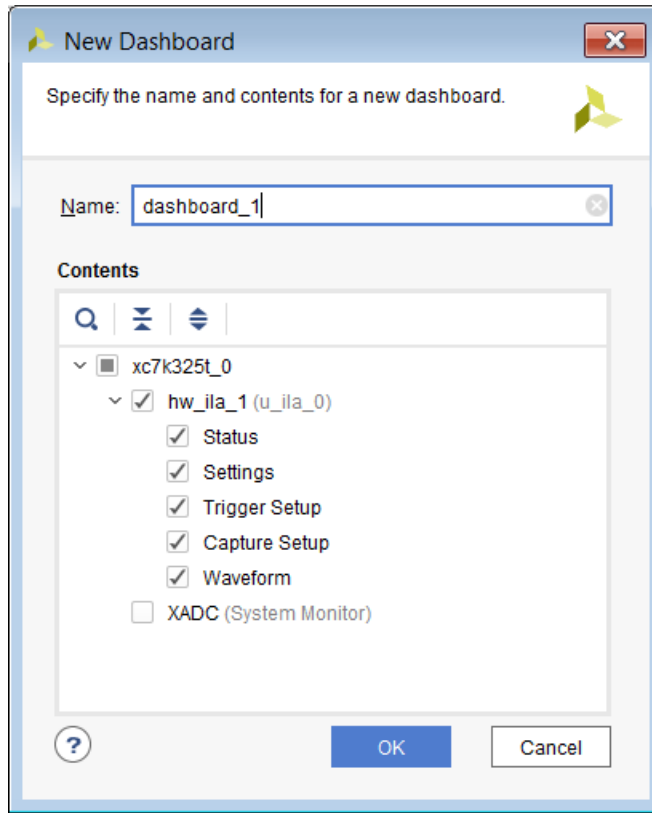 New Dashboard
Specify the name and contents for a new dashboard.
Name: dashboard_1
Contents
xc7k325t_0
hw_ila_1 (u_ila_0)
Status
Settings
Trigger Setup
Capture Setup
Waveform
XADC (System Monitor)
? OK Cancel